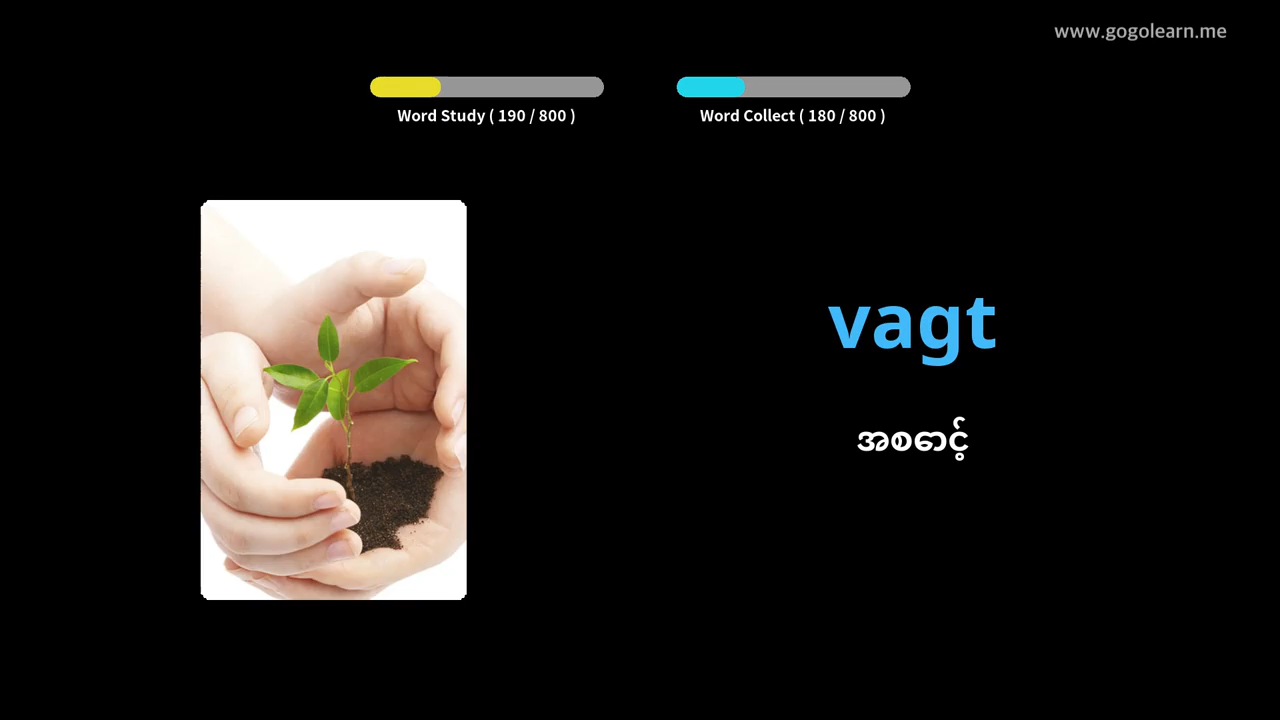 www.gogolearn.me
Word Study ( 190 / 800 )
Word Collect ( 180 / 800 )
vagt
အစောင့်